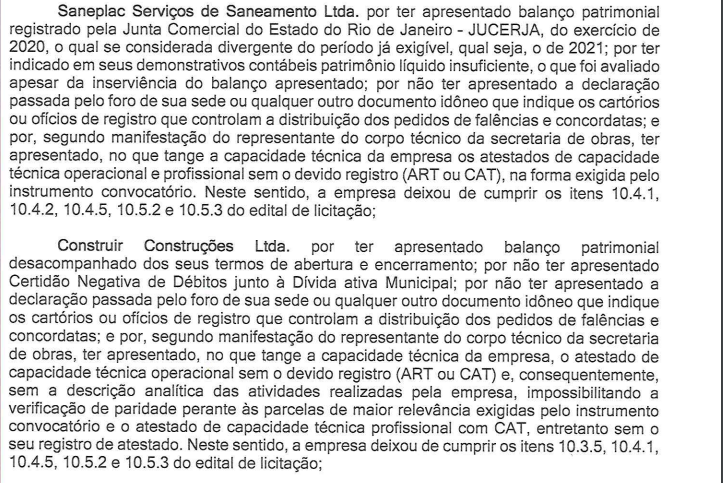 Saneplac Serviços de Saneamento Ltda. por ter apresentado balanço patrimonial
registrado pela Junta Comercial do Estado do Rio de Janeiro - JUCERJA, do exercício de
2020, o qual se considerada divergente do período já exigível, qual seja, o de 2021; por ter
indicado em seus demonstrativos contábeis patrimônio líquido insuficiente, o que foi avaliado
apesar da inserviência do balanço apresentado; por não ter apresentado a declaração
passada pelo foro de sua sede ou qualquer outro documento idôneo que indique os cartórios
ou ofícios de registro que controlam a distribuição dos pedidos de falências e concordatas; e
por, segundo manifestação do representante do corpo técnico da secretaria de obras, ter
apresentado, no que tange a capacidade técnica da empresa os atestados de capacidade
técnica operacional e profissional sem o devido registro (ART ou CAT), na forma exigida pelo
instrumento convocatório. Neste sentido, a empresa deixou de cumprir os itens 10.4.1,
10.4.2, 10.4.5, 10.5.2 e 10.5.3 do edital de licitação;
Construir Construções Ltda. por ter apresentado balanço patrimonial
desacompanhado dos seus termos de abertura e encerramento; por não ter apresentado
Certidão Negativa de Débitos junto à Dívida ativa Municipal; por não ter apresentado a
declaração passada pelo foro de sua sede ou qualquer outro documento idôneo que indique
os cartórios ou ofícios de registro que controlam a distribuição dos pedidos de falências e
concordatas; e por, segundo manifestação do representante do corpo técnico da secretaria
de obras, ter apresentado, no que tange a capacidade técnica da empresa, o atestado de
capacidade técnica operacional sem o devido registro (ART ou CAT) e, consequentemente,
sem a descrição analítica das atividades realizadas pela empresa, impossibilitando a
verificação de paridade perante às parcelas de maior relevância exigidas pelo instrumento
convocatório e o atestado de capacidade técnica profissional com CAT, entretanto sem o
seu registro de atestado. Neste sentido, a empresa deixou de cumprir os itens 10.3.5, 10.4.1,
10.4.5, 10.5.2 e 10.5.3 do edital de licitação;